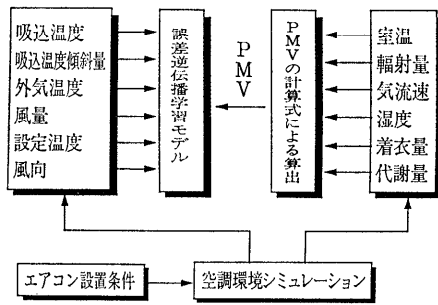 吸込温度
吸込温度傾斜量
外気温度
風量
設定温度
風向
誤差逆伝播学習モデル
PMV
PMVの計算式による算出
室温
輻射量
気流速
湿度
着衣量
代謝量
エアコン設置条件
空調環境シミュレーション